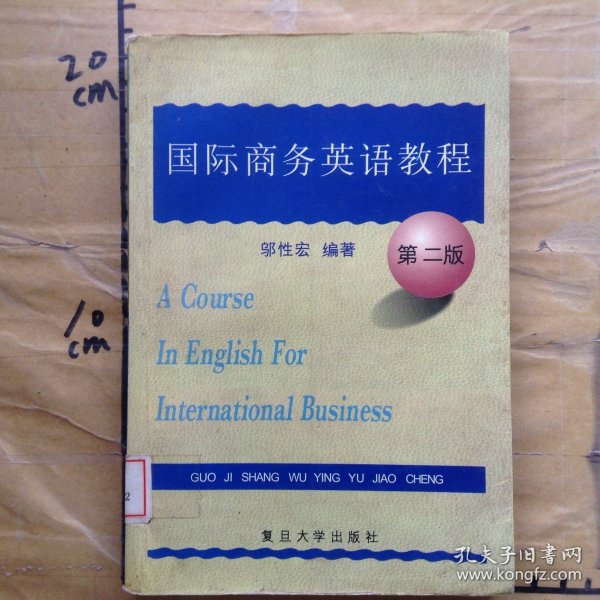 20
cm
国际商务英语教程
邬性宏 编著
第二版
A Course
In English For
International Business
10
cm
GUO JI SHANG WU YING YU JIAO CHENG
2
复旦大学出版社
孔夫子旧书网
www.kongfz.com